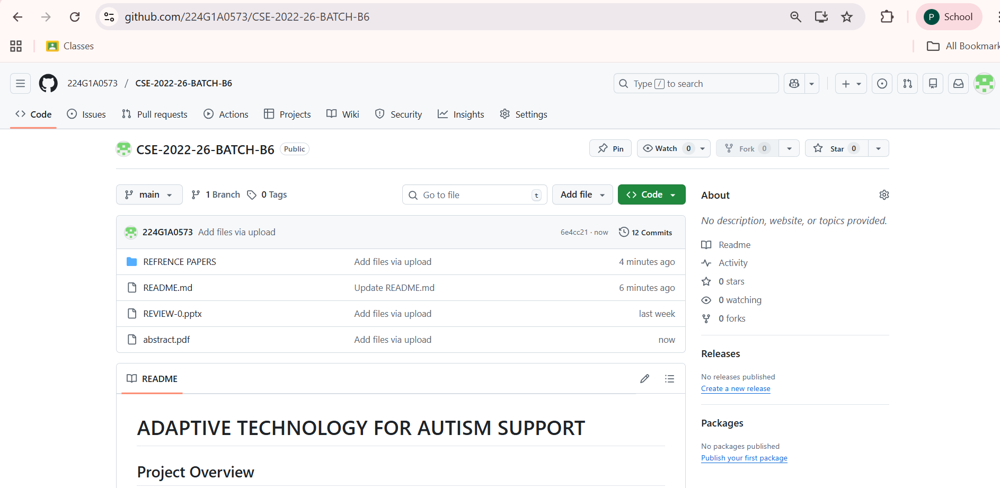 github.com/224G1A0573/CSE-2022-26-BATCH-B6
P School
Classes
All Bookmark
224G1A0573 / CSE-2022-26-BATCH-B6
Type / to search
Code Issues Pull requests Actions Projects Wiki Security Insights Settings
CSE-2022-26-BATCH-B6 Public
Pin Watch 0 Fork 0 Star 0
main 1 Branch 0 Tags Go to file t Add file Code
224G1A0573 Add files via upload 6e4cc21 · now 12 Commits
REFRENCE PAPERS Add files via upload 4 minutes ago
README.md Update README.md 6 minutes ago
REVIEW-0.pptx Add files via upload last week
abstract.pdf Add files via upload now
README
ADAPTIVE TECHNOLOGY FOR AUTISM SUPPORT
Project Overview
About
No description, website, or topics provided.
Readme
Activity
0 stars
0 watching
0 forks
Releases
No releases published
Create a new release
Packages
No packages published
Publish your first package